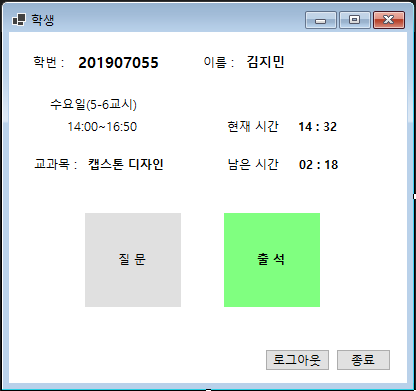 학생
학번 : 201907055 이름 : 김지민
수요일(5-6교시)
14:00~16:50 현재 시간 14 : 32
교과목 : 캡스톤 디자인 남은 시간 02 : 18
질 문 출 석
로그아웃 종료